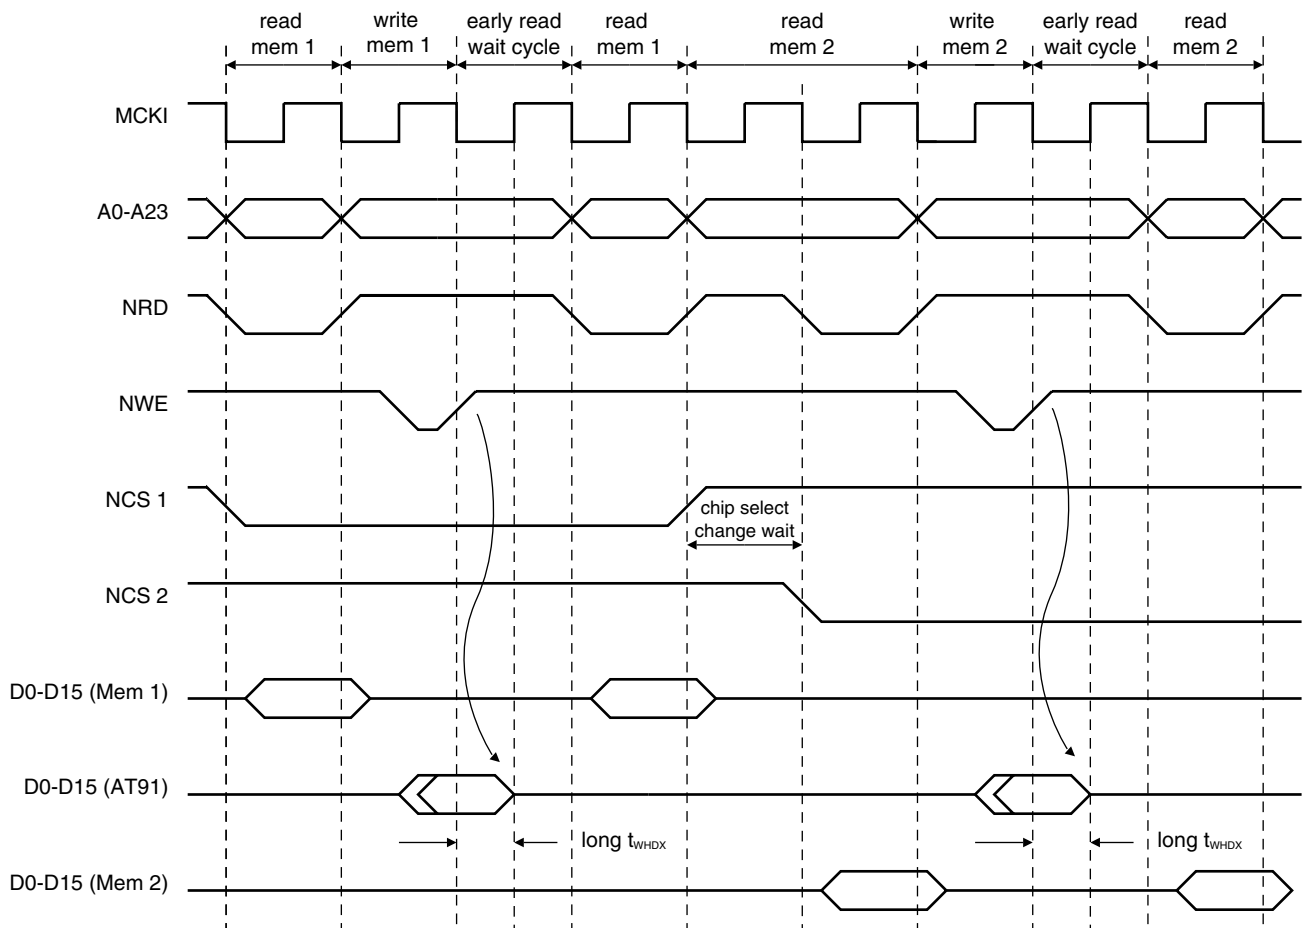 read
mem 1
write
mem 1
early read
wait cycle
read
mem 1
read
mem 2
write
mem 2
early read
wait cycle
read
mem 2
MCKI
A0-A23
NRD
NWE
NCS 1
chip select
change wait
NCS 2
D0-D15 (Mem 1)
D0-D15 (AT91)
long tWHDX
long tWHDX
D0-D15 (Mem 2)